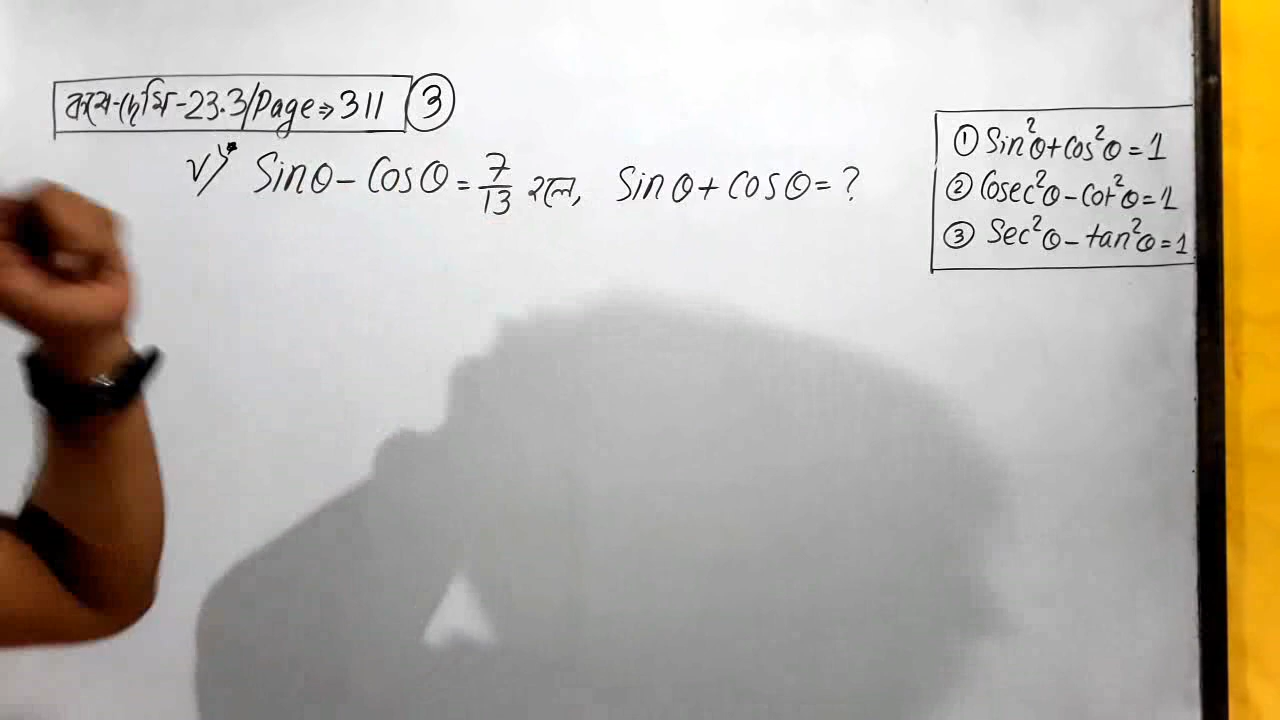 কষে-দেখি-23.3/Page⇒311 ③
v) Sinθ - Cosθ = 7/13 হলে, Sinθ + Cosθ = ?
① Sin²θ + Cos²θ = 1
② Cosec²θ - Cot²θ = 1
③ Sec²θ - tan²θ = 1